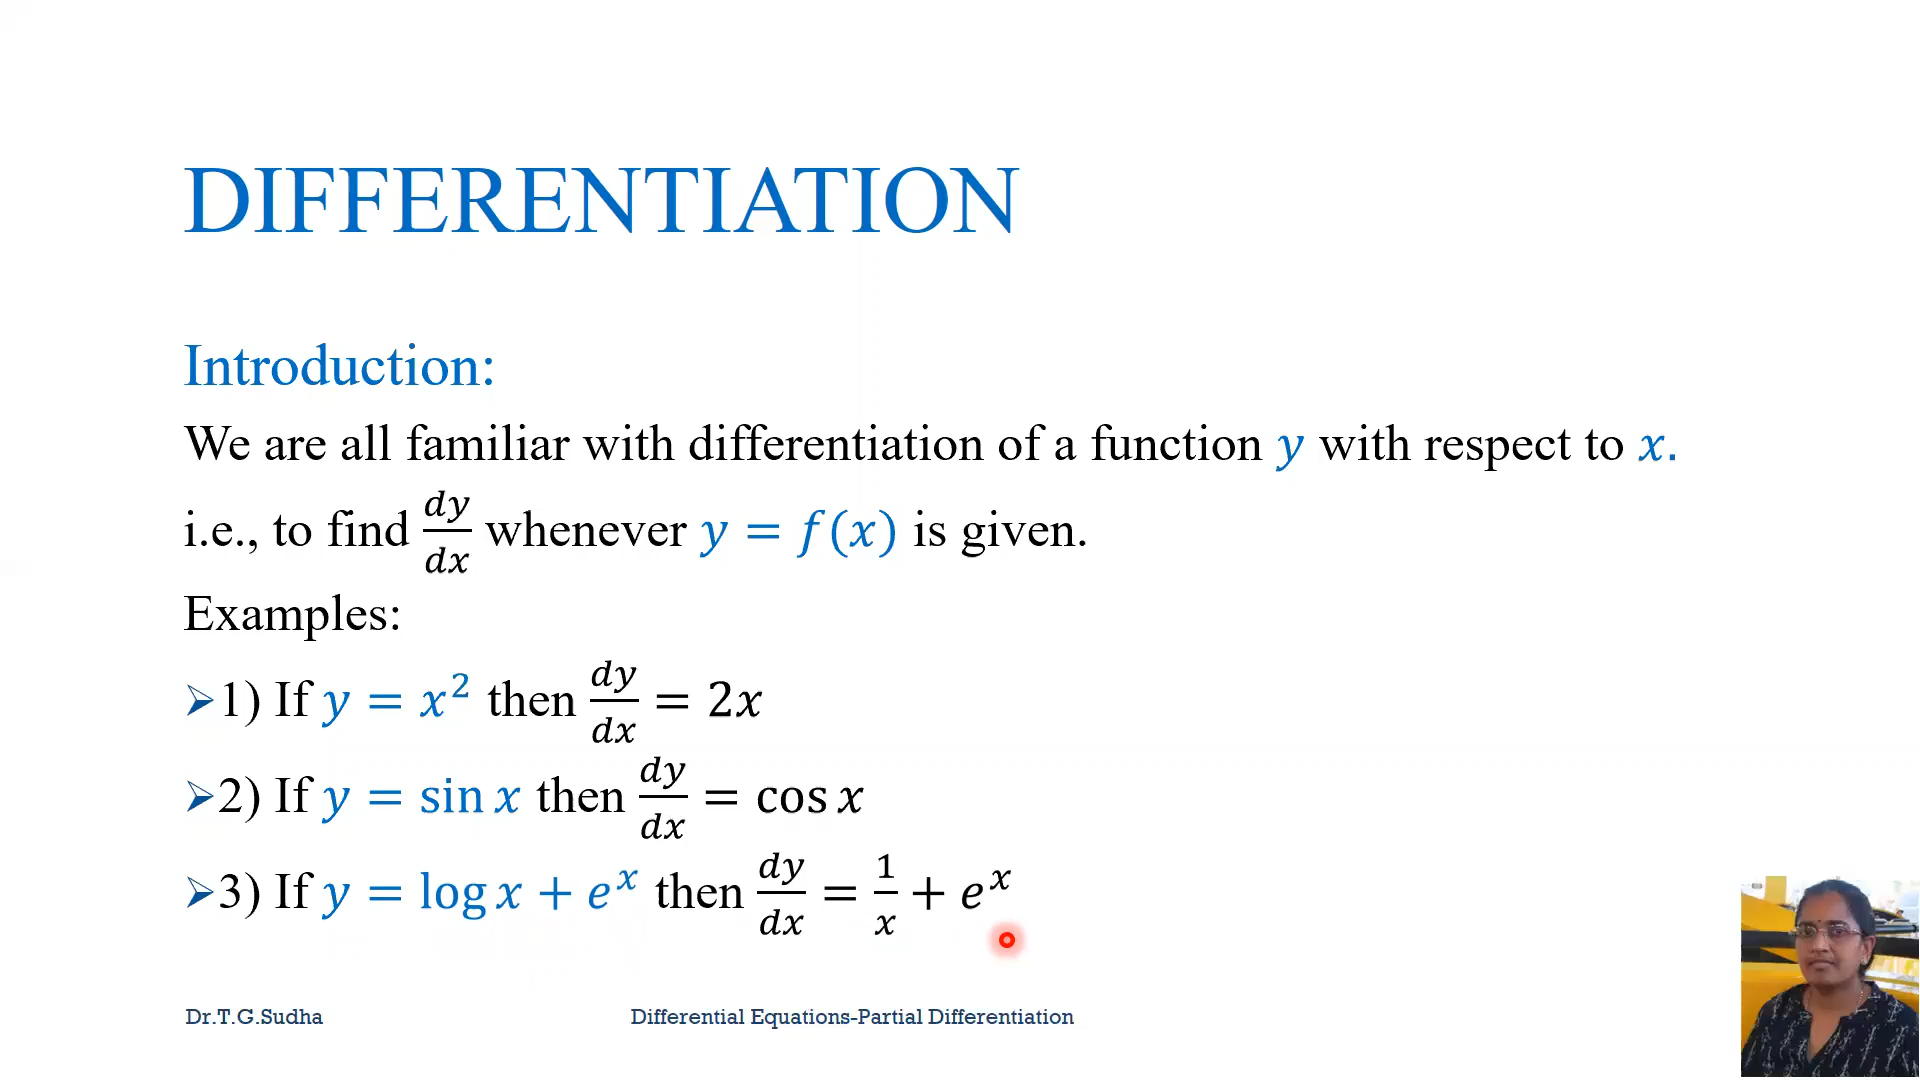 DIFFERENTIATION
Introduction:
We are all familiar with differentiation of a function y with respect to x.
i.e., to find dy/dx whenever y = f(x) is given.
Examples:
➢1) If y = x² then dy/dx = 2x
➢2) If y = sin x then dy/dx = cos x
➢3) If y = log x + eˣ then dy/dx = 1/x + eˣ
Dr.T.G.Sudha
Differential Equations-Partial Differentiation